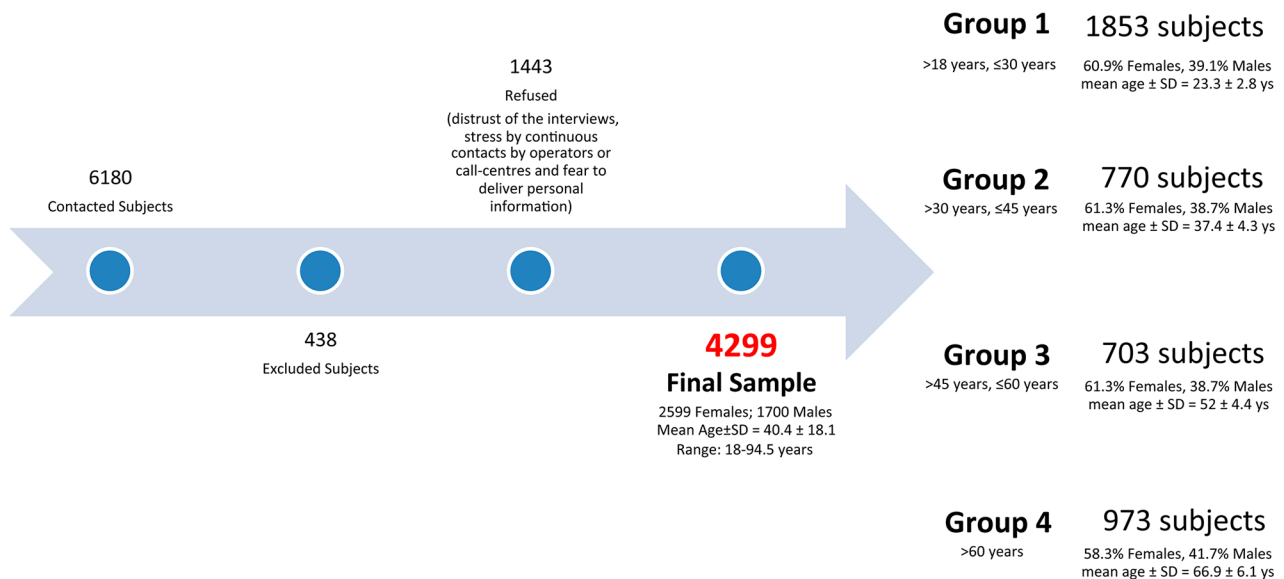 6180
Contacted Subjects
438
Excluded Subjects
1443
Refused
(distrust of the interviews,
stress by continuous
contacts by operators or
call-centres and fear to
deliver personal
information)
4299
Final Sample
2599 Females; 1700 Males
Mean Age±SD = 40.4 ± 18.1
Range: 18-94.5 years
Group 1 1853 subjects
>18 years, ≤30 years 60.9% Females, 39.1% Males
mean age ± SD = 23.3 ± 2.8 ys
Group 2 770 subjects
>30 years, ≤45 years 61.3% Females, 38.7% Males
mean age ± SD = 37.4 ± 4.3 ys
Group 3 703 subjects
>45 years, ≤60 years 61.3% Females, 38.7% Males
mean age ± SD = 52 ± 4.4 ys
Group 4 973 subjects
>60 years 58.3% Females, 41.7% Males
mean age ± SD = 66.9 ± 6.1 ys